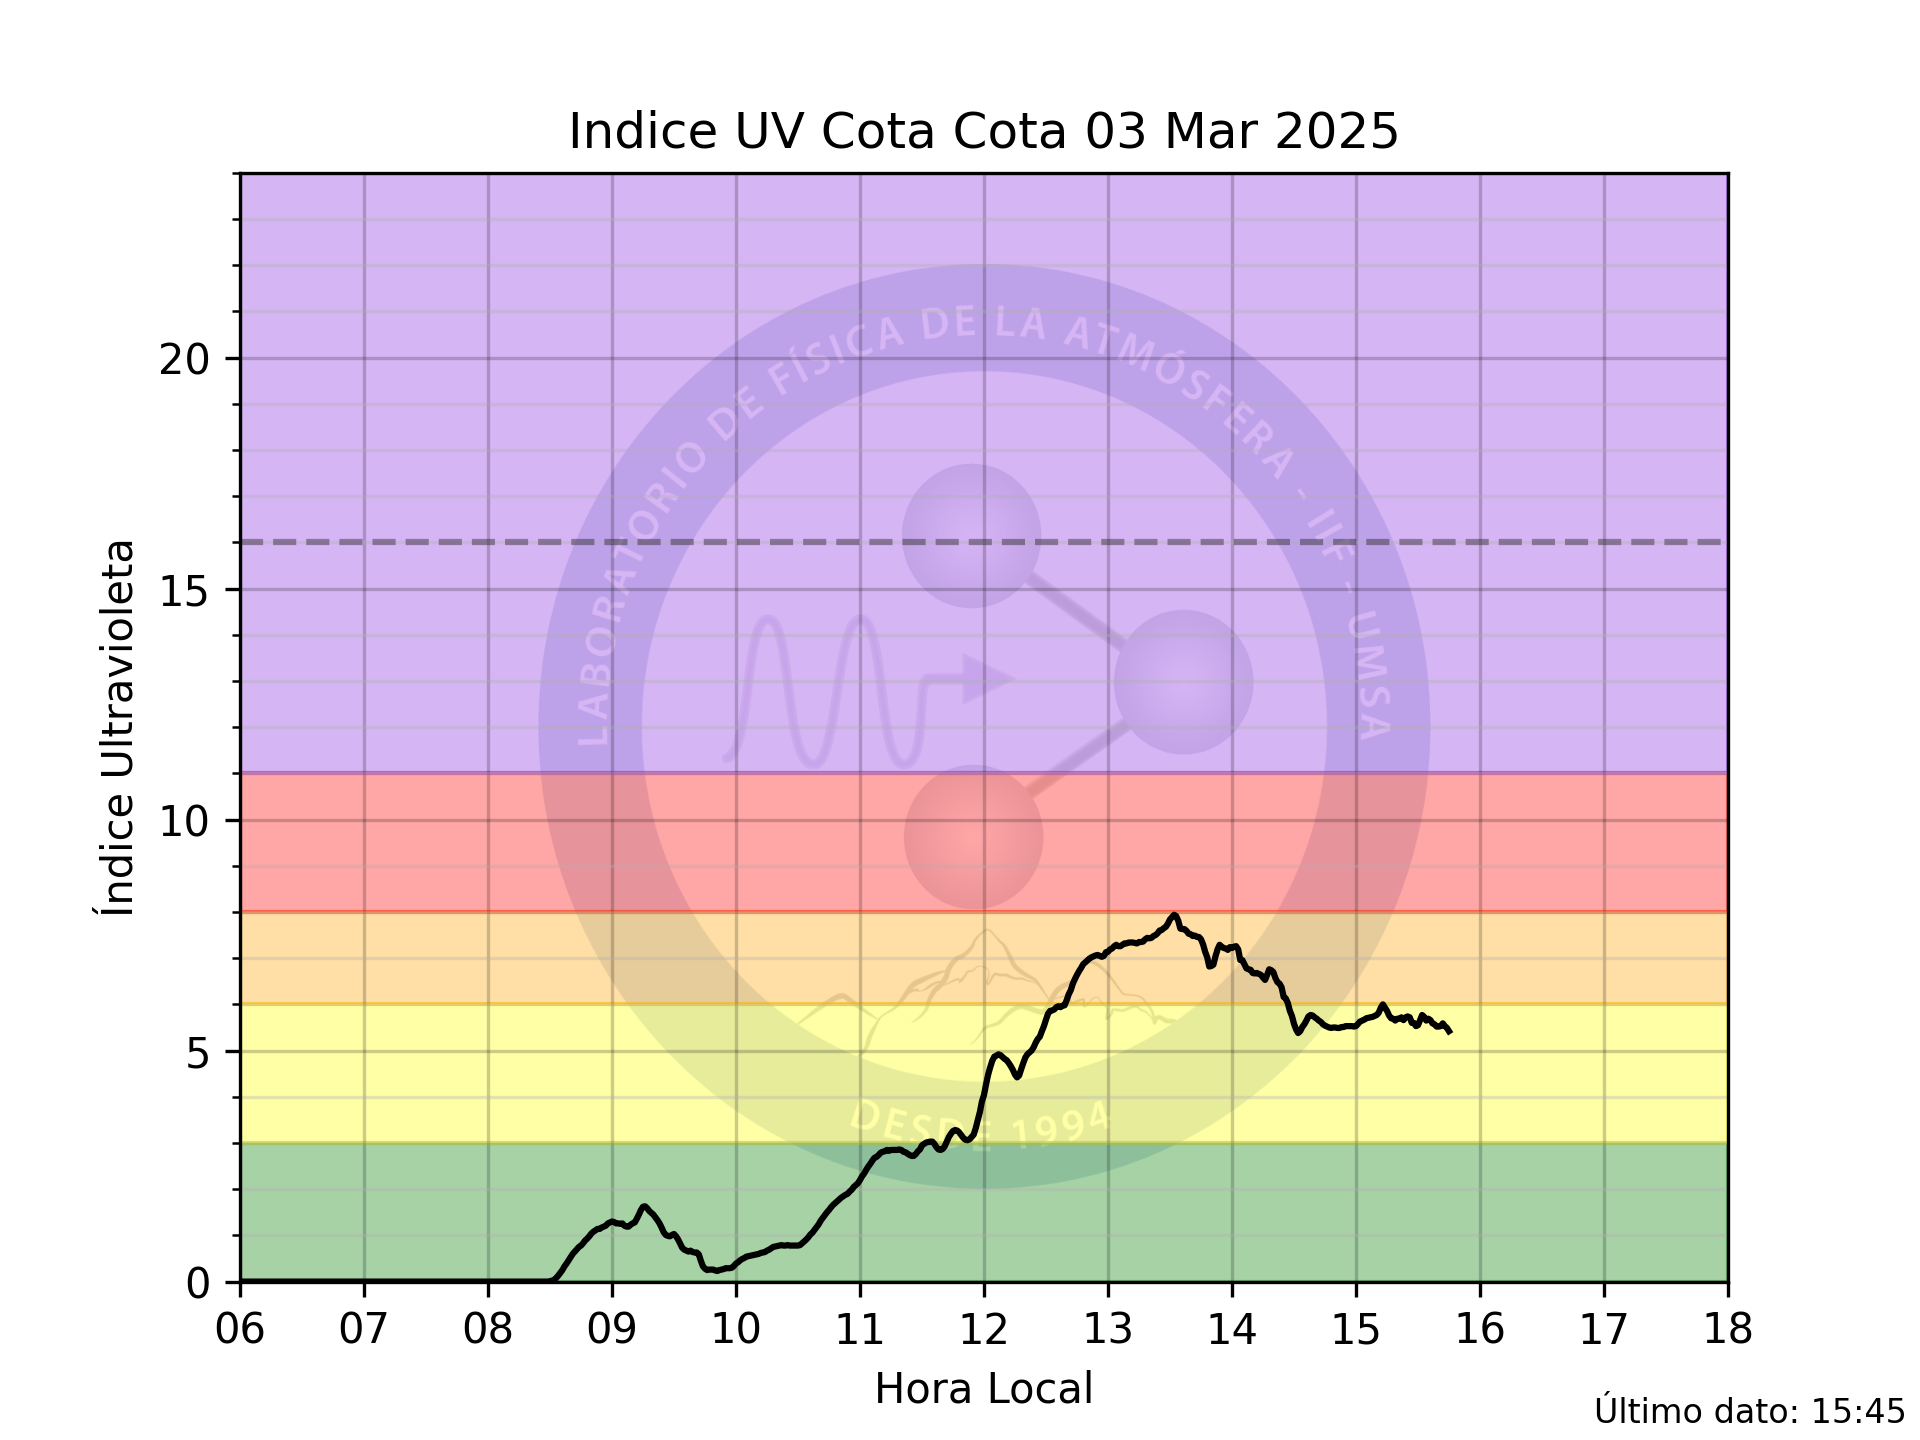 Indice UV Cota Cota 03 Mar 2025
LABORATORIO DE FÍSICA DE LA ATMÓSFERA - IIF - UMSA
DESDE 1994
Índice Ultravioleta
20
15
10
5
0
06 07 08 09 10 11 12 13 14 15 16 17 18
Hora Local
Último dato: 15:45